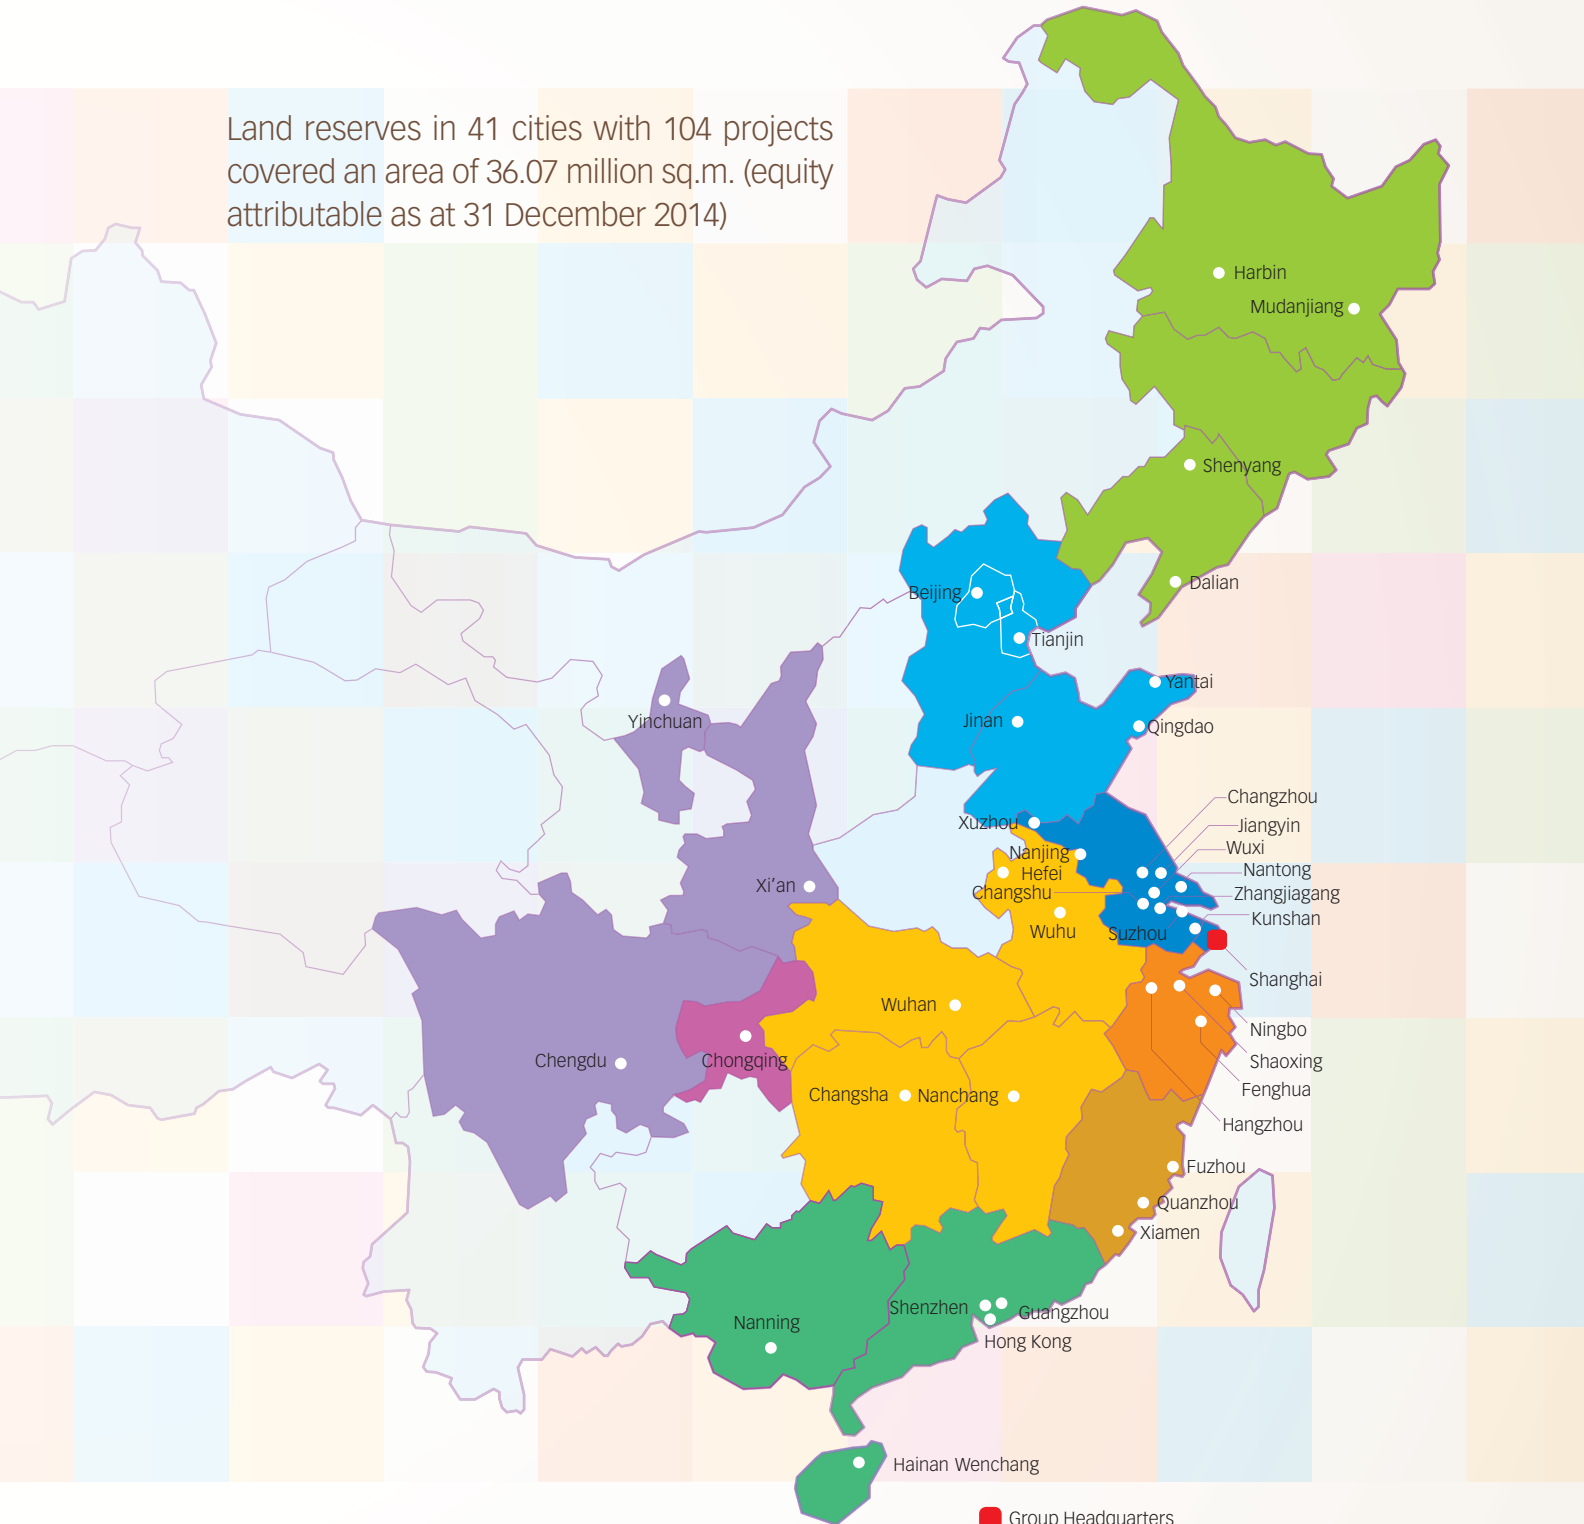 Land reserves in 41 cities with 104 projects
covered an area of 36.07 million sq.m. (equity
attributable as at 31 December 2014)
Harbin
Mudanjiang
Shenyang
Dalian
Beijing
Tianjin
Yantai
Yinchuan
Jinan
Qingdao
Changzhou
Xuzhou
Jiangyin
Wuxi
Nanjing
Hefei
Nantong
Xi’an
Changshu
Zhangjiagang
Kunshan
Wuhu
Suzhou
Shanghai
Wuhan
Ningbo
Chengdu
Chongqing
Shaoxing
Fenghua
Changsha
Nanchang
Hangzhou
Fuzhou
Quanzhou
Xiamen
Shenzhen
Guangzhou
Nanning
Hong Kong
Hainan Wenchang
Group Headquarters